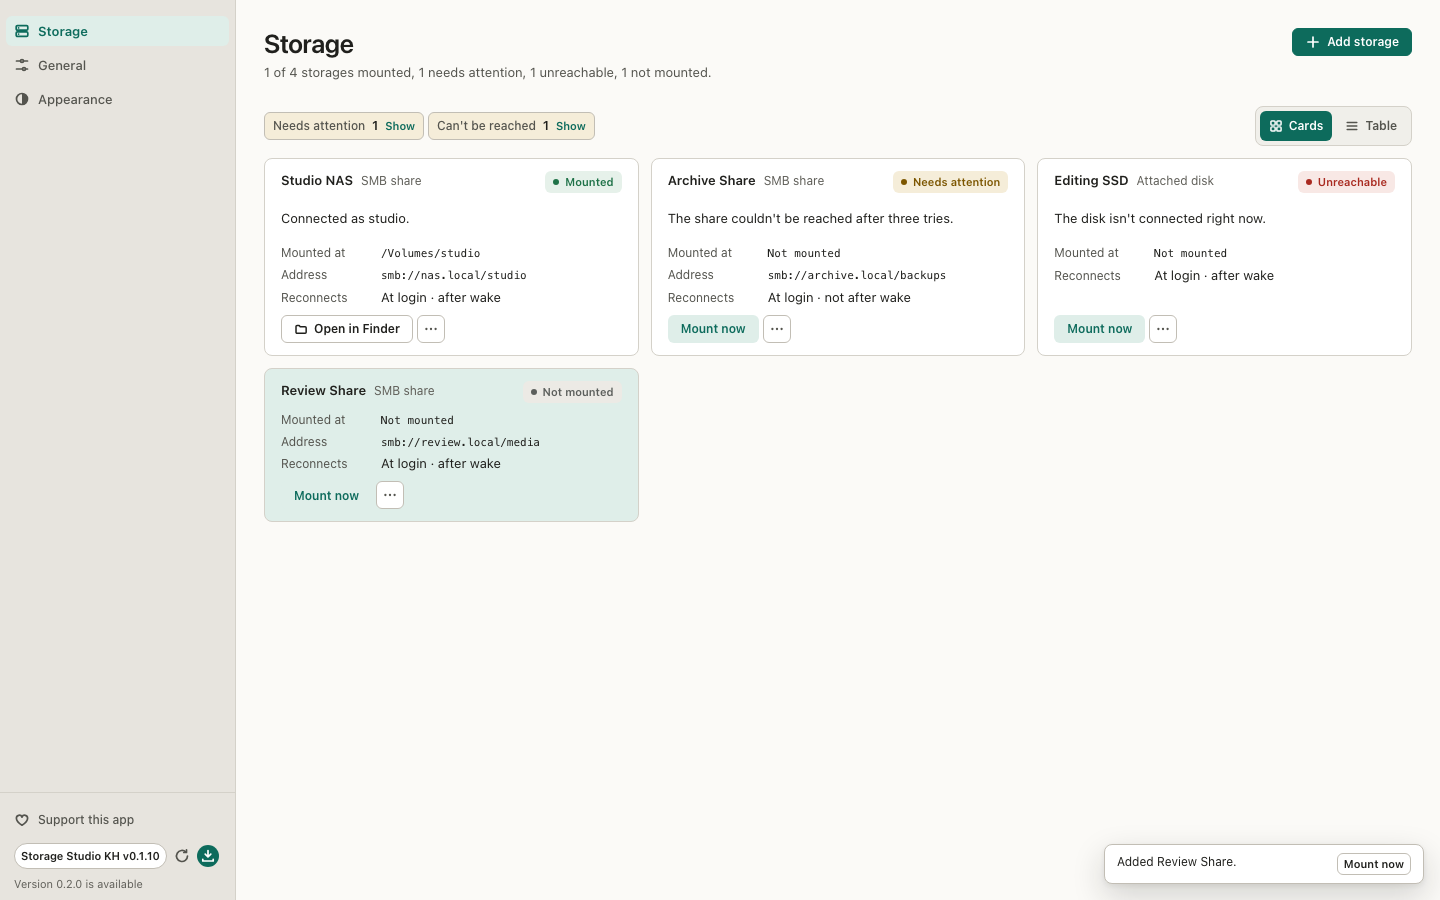 Storage
General
Appearance
Support this app
Storage Studio KH v0.1.10
Version 0.2.0 is available
Storage
1 of 4 storages mounted, 1 needs attention, 1 unreachable, 1 not mounted.
Add storage
Needs attention 1 Show
Can't be reached 1 Show
Cards
Table
Studio NAS SMB share
Mounted
Connected as studio.
Mounted at /Volumes/studio
Address smb://nas.local/studio
Reconnects At login · after wake
Open in Finder
Archive Share SMB share
Needs attention
The share couldn't be reached after three tries.
Mounted at Not mounted
Address smb://archive.local/backups
Reconnects At login · not after wake
Mount now
Editing SSD Attached disk
Unreachable
The disk isn't connected right now.
Mounted at Not mounted
Reconnects At login · after wake
Mount now
Review Share SMB share
Not mounted
Mounted at Not mounted
Address smb://review.local/media
Reconnects At login · after wake
Mount now
Added Review Share.
Mount now